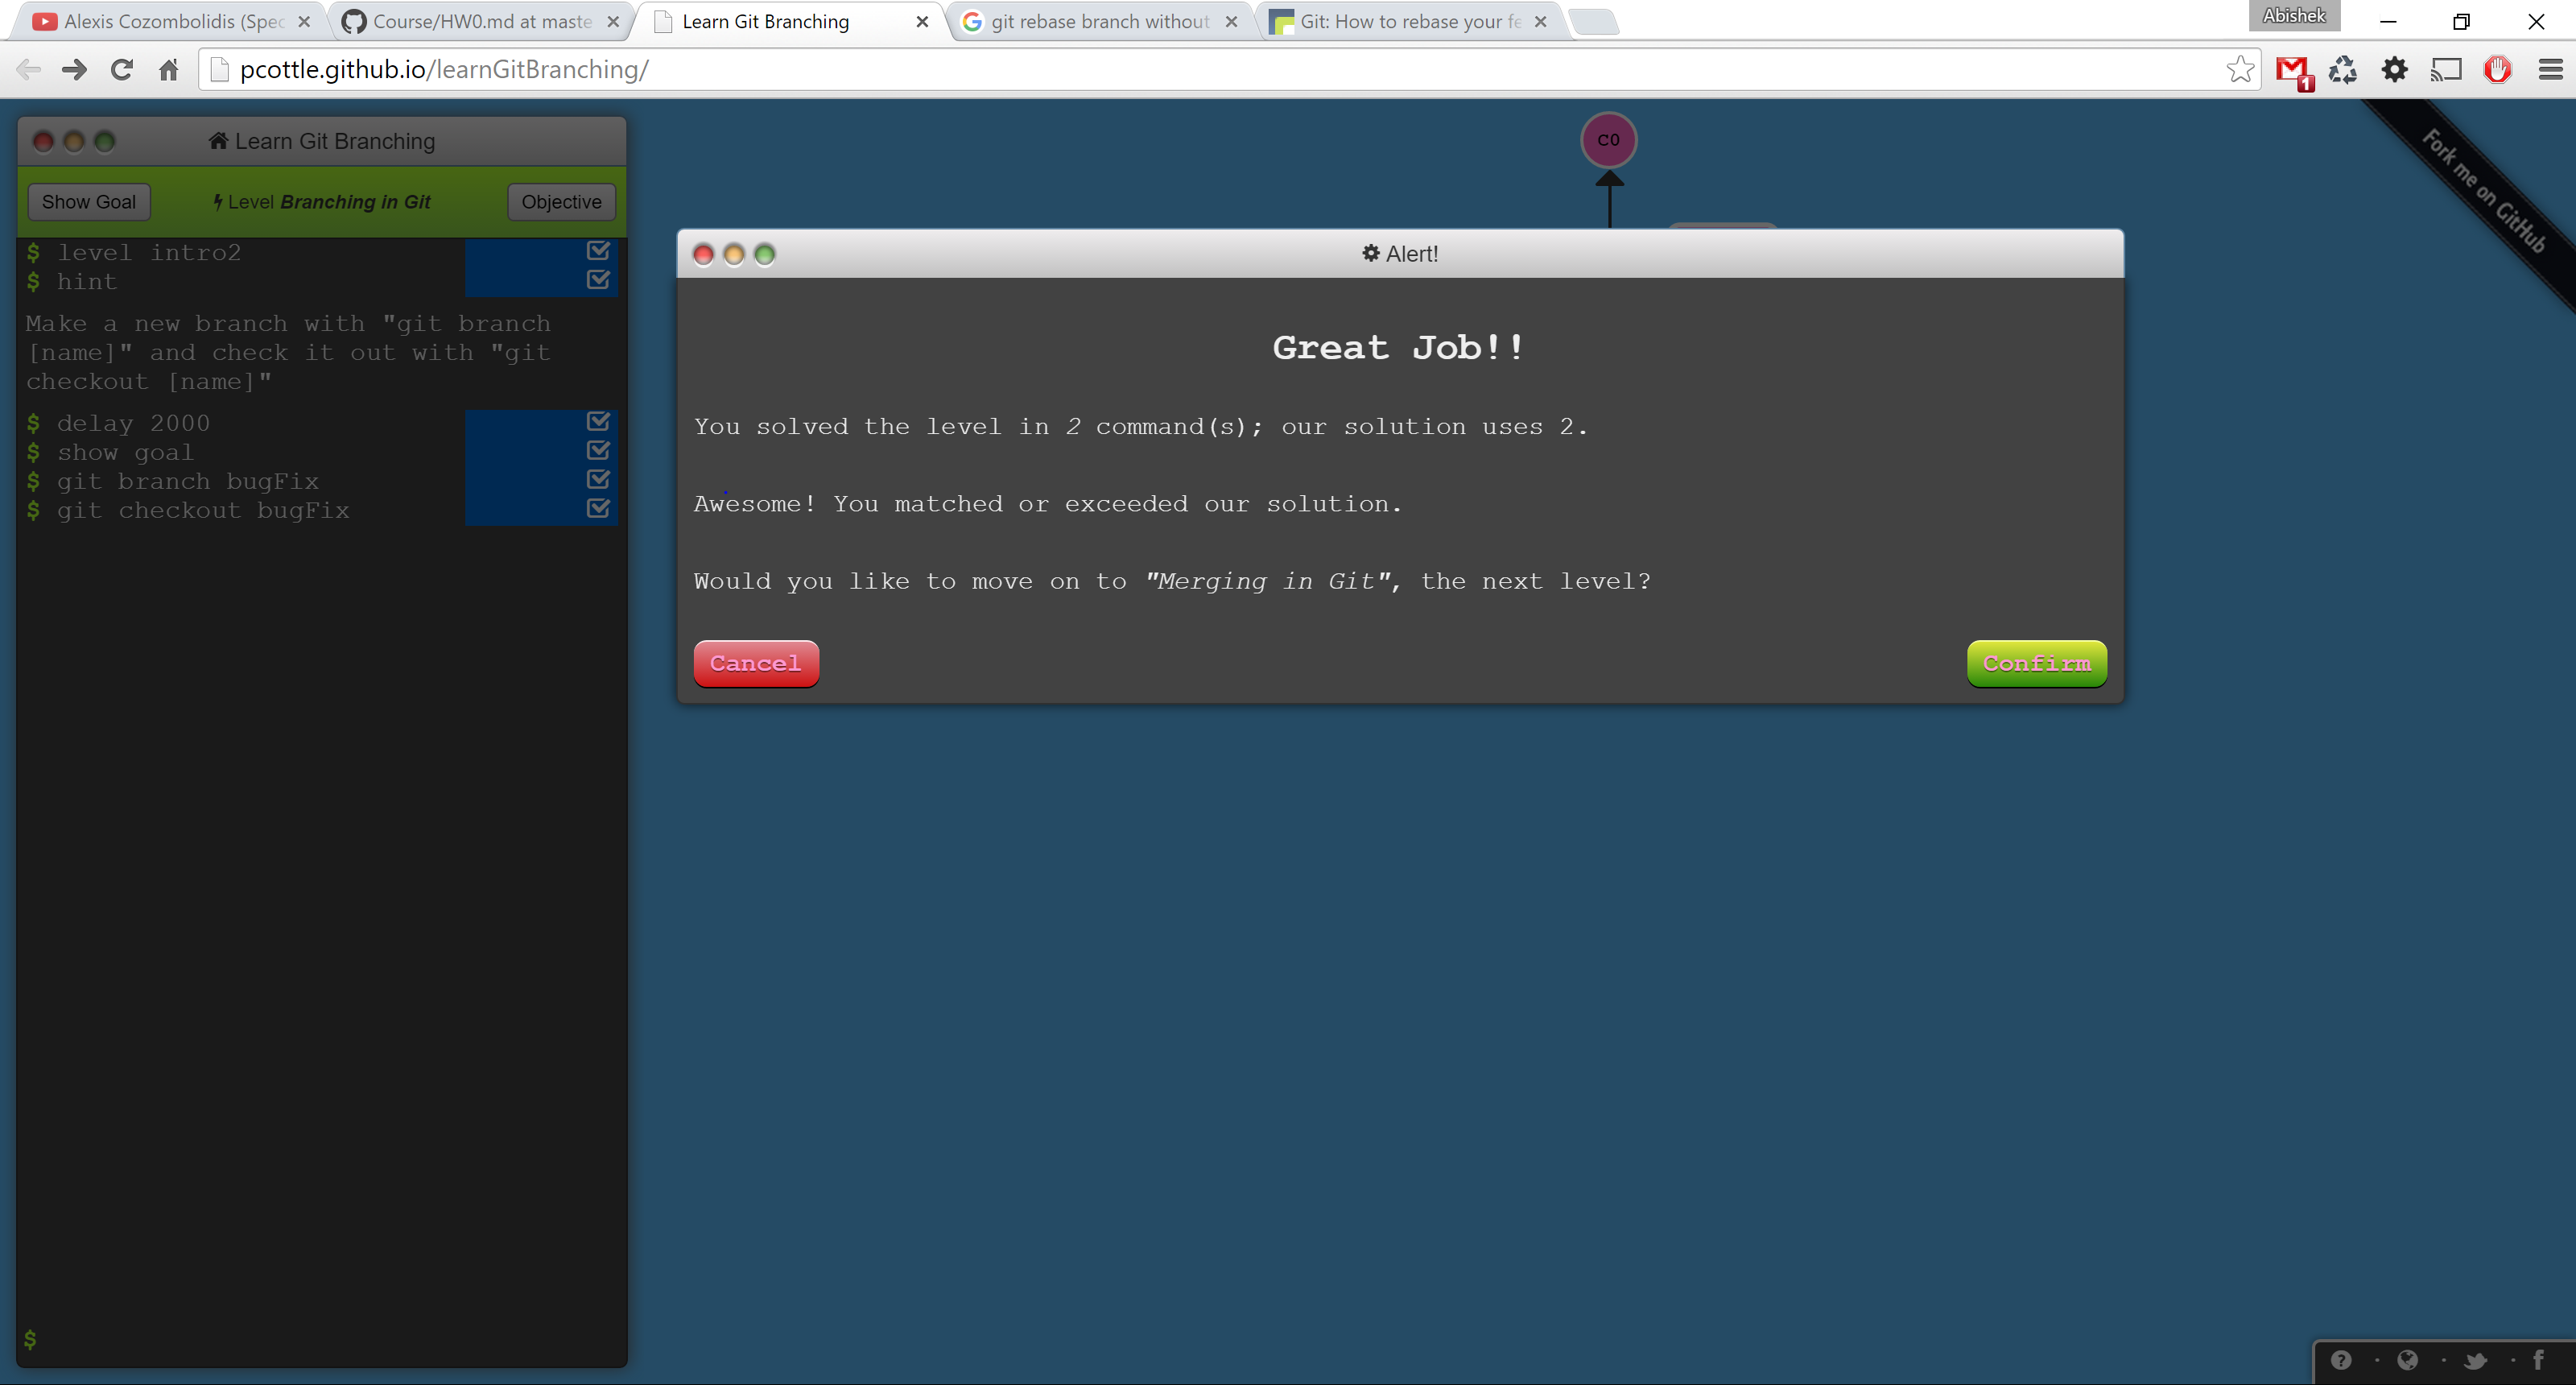 Alexis Cozombolidis (Spec
Course/HW0.md at maste
Learn Git Branching
git rebase branch without
Git: How to rebase your fe
Abishek
pcottle.github.io/learnGitBranching/
1
Learn Git Branching
Show Goal
Level Branching in Git
Objective
$ level intro2
$ hint
Make a new branch with "git branch
[name]" and check it out with "git
checkout [name]"
$ delay 2000
$ show goal
$ git branch bugFix
$ git checkout bugFix
$
C0
Fork me on GitHub
Alert!
Great Job!!
You solved the level in 2 command(s); our solution uses 2.
Awesome! You matched or exceeded our solution.
Would you like to move on to "Merging in Git", the next level?
Cancel
Confirm